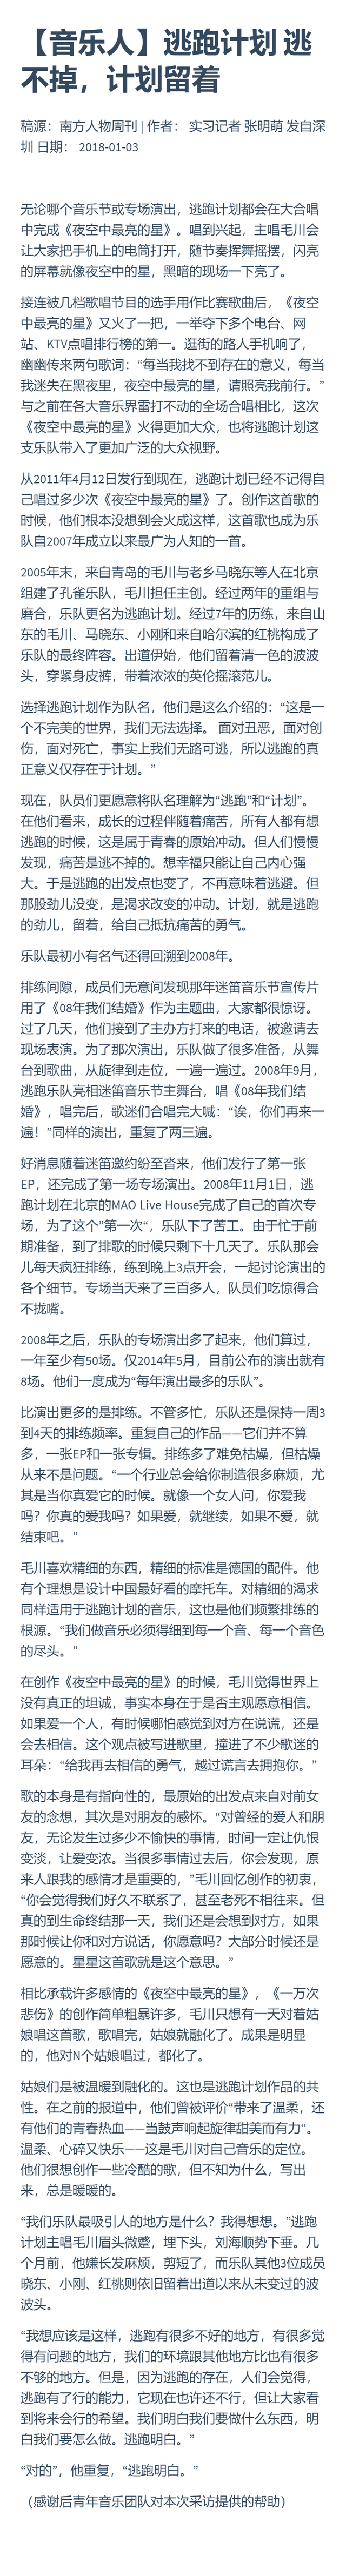 【音乐人】逃跑计划 逃
不掉，计划留着
稿源：南方人物周刊 | 作者： 实习记者 张明萌 发自深
圳 日期： 2018-01-03
无论哪个音乐节或专场演出，逃跑计划都会在大合唱
中完成《夜空中最亮的星》。唱到兴起，主唱毛川会
让大家把手机上的电筒打开，随节奏挥舞摇摆，闪亮
的屏幕就像夜空中的星，黑暗的现场一下亮了。
接连被几档歌唱节目的选手用作比赛歌曲后，《夜空
中最亮的星》又火了一把，一举夺下多个电台、网
站、KTV点唱排行榜的第一。逛街的路人手机响了，
幽幽传来两句歌词：“每当我找不到存在的意义，每当
我迷失在黑夜里，夜空中最亮的星，请照亮我前行。”
与之前在各大音乐界雷打不动的全场合唱相比，这次
《夜空中最亮的星》火得更加大众，也将逃跑计划这
支乐队带入了更加广泛的大众视野。
从2011年4月12日发行到现在，逃跑计划已经不记得自
己唱过多少次《夜空中最亮的星》了。创作这首歌的
时候，他们根本没想到会火成这样，这首歌也成为乐
队自2007年成立以来最广为人知的一首。
2005年末，来自青岛的毛川与老乡马晓东等人在北京
组建了孔雀乐队，毛川担任主创。经过两年的重组与
磨合，乐队更名为逃跑计划。经过7年的历练，来自山
东的毛川、马晓东、小刚和来自哈尔滨的红桃构成了
乐队的最终阵容。出道伊始，他们留着清一色的波波
头，穿紧身皮裤，带着浓浓的英伦摇滚范儿。
选择逃跑计划作为队名，他们是这么介绍的：“这是一
个不完美的世界，我们无法选择。 面对丑恶，面对创
伤，面对死亡，事实上我们无路可逃，所以逃跑的真
正意义仅存在于计划。”
现在，队员们更愿意将队名理解为“逃跑”和“计划”。
在他们看来，成长的过程伴随着痛苦，所有人都有想
逃跑的时候，这是属于青春的原始冲动。但人们慢慢
发现，痛苦是逃不掉的。想幸福只能让自己内心强
大。于是逃跑的出发点也变了，不再意味着逃避。但
那股劲儿没变，是渴求改变的冲动。计划，就是逃跑
的劲儿，留着，给自己抵抗痛苦的勇气。
乐队最初小有名气还得回溯到2008年。
排练间隙，成员们无意间发现那年迷笛音乐节宣传片
用了《08年我们结婚》作为主题曲，大家都很惊讶。
过了几天，他们接到了主办方打来的电话，被邀请去
现场表演。为了那次演出，乐队做了很多准备，从舞
台到歌曲，从旋律到走位，一遍一遍过。2008年9月，
逃跑乐队亮相迷笛音乐节主舞台，唱《08年我们结
婚》，唱完后，歌迷们合唱完大喊：“诶，你们再来一
遍！”同样的演出，重复了两三遍。
好消息随着迷笛邀约纷至沓来，他们发行了第一张
EP，还完成了第一场专场演出。2008年11月1日，逃
跑计划在北京的MAO Live House完成了自己的首次专
场，为了这个”第一次“，乐队下了苦工。由于忙于前
期准备，到了排歌的时候只剩下十几天了。乐队那会
儿每天疯狂排练，练到晚上3点开会，一起讨论演出的
各个细节。专场当天来了三百多人，队员们吃惊得合
不拢嘴。
2008年之后，乐队的专场演出多了起来，他们算过，
一年至少有50场。仅2014年5月，目前公布的演出就有
8场。他们一度成为“每年演出最多的乐队”。
比演出更多的是排练。不管多忙，乐队还是保持一周3
到4天的排练频率。重复自己的作品——它们并不算
多，一张EP和一张专辑。排练多了难免枯燥，但枯燥
从来不是问题。“一个行业总会给你制造很多麻烦，尤
其是当你真爱它的时候。就像一个女人问，你爱我
吗？你真的爱我吗？如果爱，就继续，如果不爱，就
结束吧。”
毛川喜欢精细的东西，精细的标准是德国的配件。他
有个理想是设计中国最好看的摩托车。对精细的渴求
同样适用于逃跑计划的音乐，这也是他们频繁排练的
根源。“我们做音乐必须得细到每一个音、每一个音色
的尽头。”
在创作《夜空中最亮的星》的时候，毛川觉得世界上
没有真正的坦诚，事实本身在于是否主观愿意相信。
如果爱一个人，有时候哪怕感觉到对方在说谎，还是
会去相信。这个观点被写进歌里，撞进了不少歌迷的
耳朵：“给我再去相信的勇气，越过谎言去拥抱你。”
歌的本身是有指向性的，最原始的出发点来自对前女
友的念想，其次是对朋友的感怀。“对曾经的爱人和朋
友，无论发生过多少不愉快的事情，时间一定让仇恨
变淡，让爱变浓。当很多事情过去后，你会发现，原
来人跟我的感情才是重要的，”毛川回忆创作的初衷，
“你会觉得我们好久不联系了，甚至老死不相往来。但
真的到生命终结那一天，我们还是会想到对方，如果
那时候让你和对方说话，你愿意吗？大部分时候还是
愿意的。星星这首歌就是这个意思。”
相比承载许多感情的《夜空中最亮的星》，《一万次
悲伤》的创作简单粗暴许多，毛川只想有一天对着姑
娘唱这首歌，歌唱完，姑娘就融化了。成果是明显
的，他对N个姑娘唱过，都化了。
姑娘们是被温暖到融化的。这也是逃跑计划作品的共
性。在之前的报道中，他们曾被评价“带来了温柔，还
有他们的青春热血——当鼓声响起旋律甜美而有力“。
温柔、心碎又快乐——这是毛川对自己音乐的定位。
他们很想创作一些冷酷的歌，但不知为什么，写出
来，总是暖暖的。
“我们乐队最吸引人的地方是什么？我得想想。”逃跑
计划主唱毛川眉头微蹙，埋下头，刘海顺势下垂。几
个月前，他嫌长发麻烦，剪短了，而乐队其他3位成员
晓东、小刚、红桃则依旧留着出道以来从未变过的波
波头。
“我想应该是这样，逃跑有很多不好的地方，有很多觉
得有问题的地方，我们的环境跟其他地方比也有很多
不够的地方。但是，因为逃跑的存在，人们会觉得，
逃跑有了行的能力，它现在也许还不行，但让大家看
到将来会行的希望。我们明白我们要做什么东西，明
白我们要怎么做。逃跑明白。”
“对的”，他重复，“逃跑明白。”
（感谢后青年音乐团队对本次采访提供的帮助）